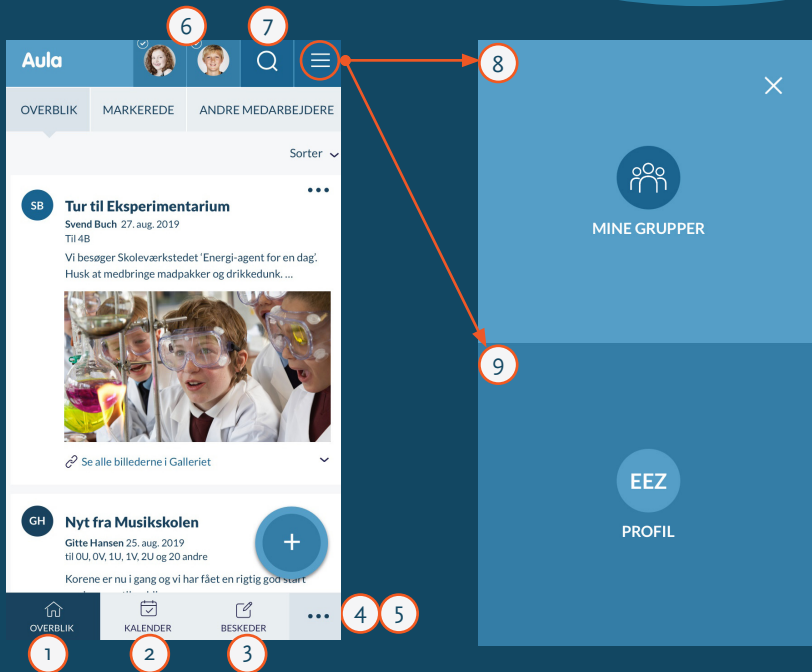 6
7
Aula
OVERBLIK
MARKEREDE
ANDRE MEDARBEJDERE
Sorter
SB
Tur til Eksperimentarium
Svend Buch 27. aug. 2019
Til 4B
Vi besøger Skoleværkstedet 'Energi-agent for en dag'.
Husk at medbringe madpakker og drikkedunk. ...
Se alle billederne i Galleriet
GH
Nyt fra Musikskolen
Gitte Hansen 25. aug. 2019
til 0U, 0V, 1U, 1V, 2U og 20 andre
Korene er nu i gang og vi har fået en rigtig god start
+
OVERBLIK
KALENDER
BESKEDER
4
5
1
2
3
8
MINE GRUPPER
9
EEZ
PROFIL